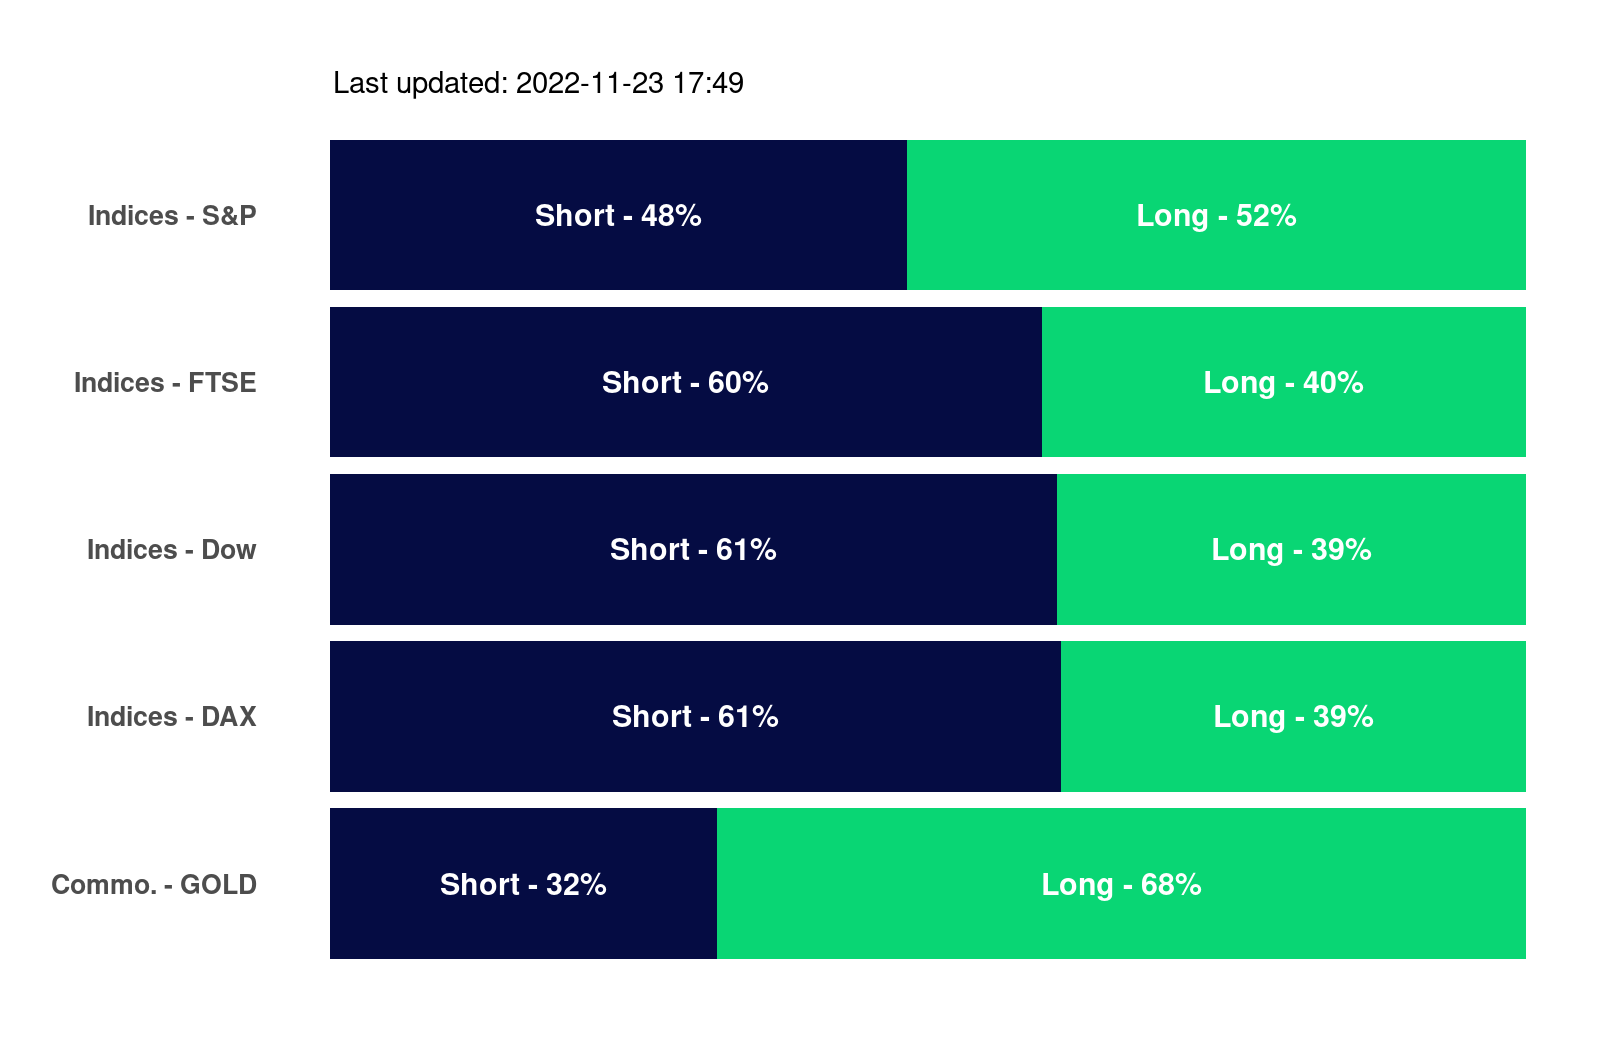 Last updated: 2022-11-23 17:49
Indices - S&P Short - 48% Long - 52%
Indices - FTSE Short - 60% Long - 40%
Indices - Dow Short - 61% Long - 39%
Indices - DAX Short - 61% Long - 39%
Commo. - GOLD Short - 32% Long - 68%